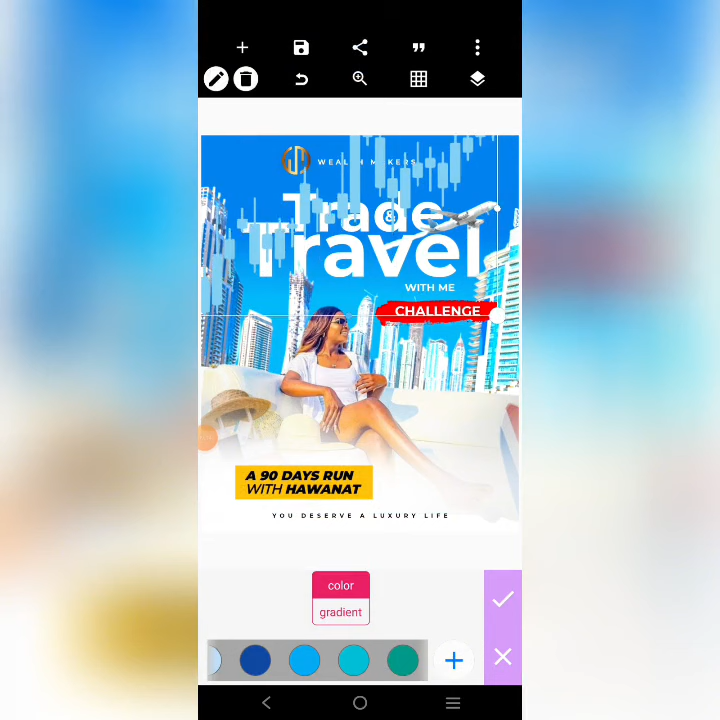 WEALTH MAKERS
Trade
&
Travel
WITH ME
CHALLENGE
A 90 DAYS RUN
WITH HAWANAT
YOU DESERVE A LUXURY LIFE
color
gradient